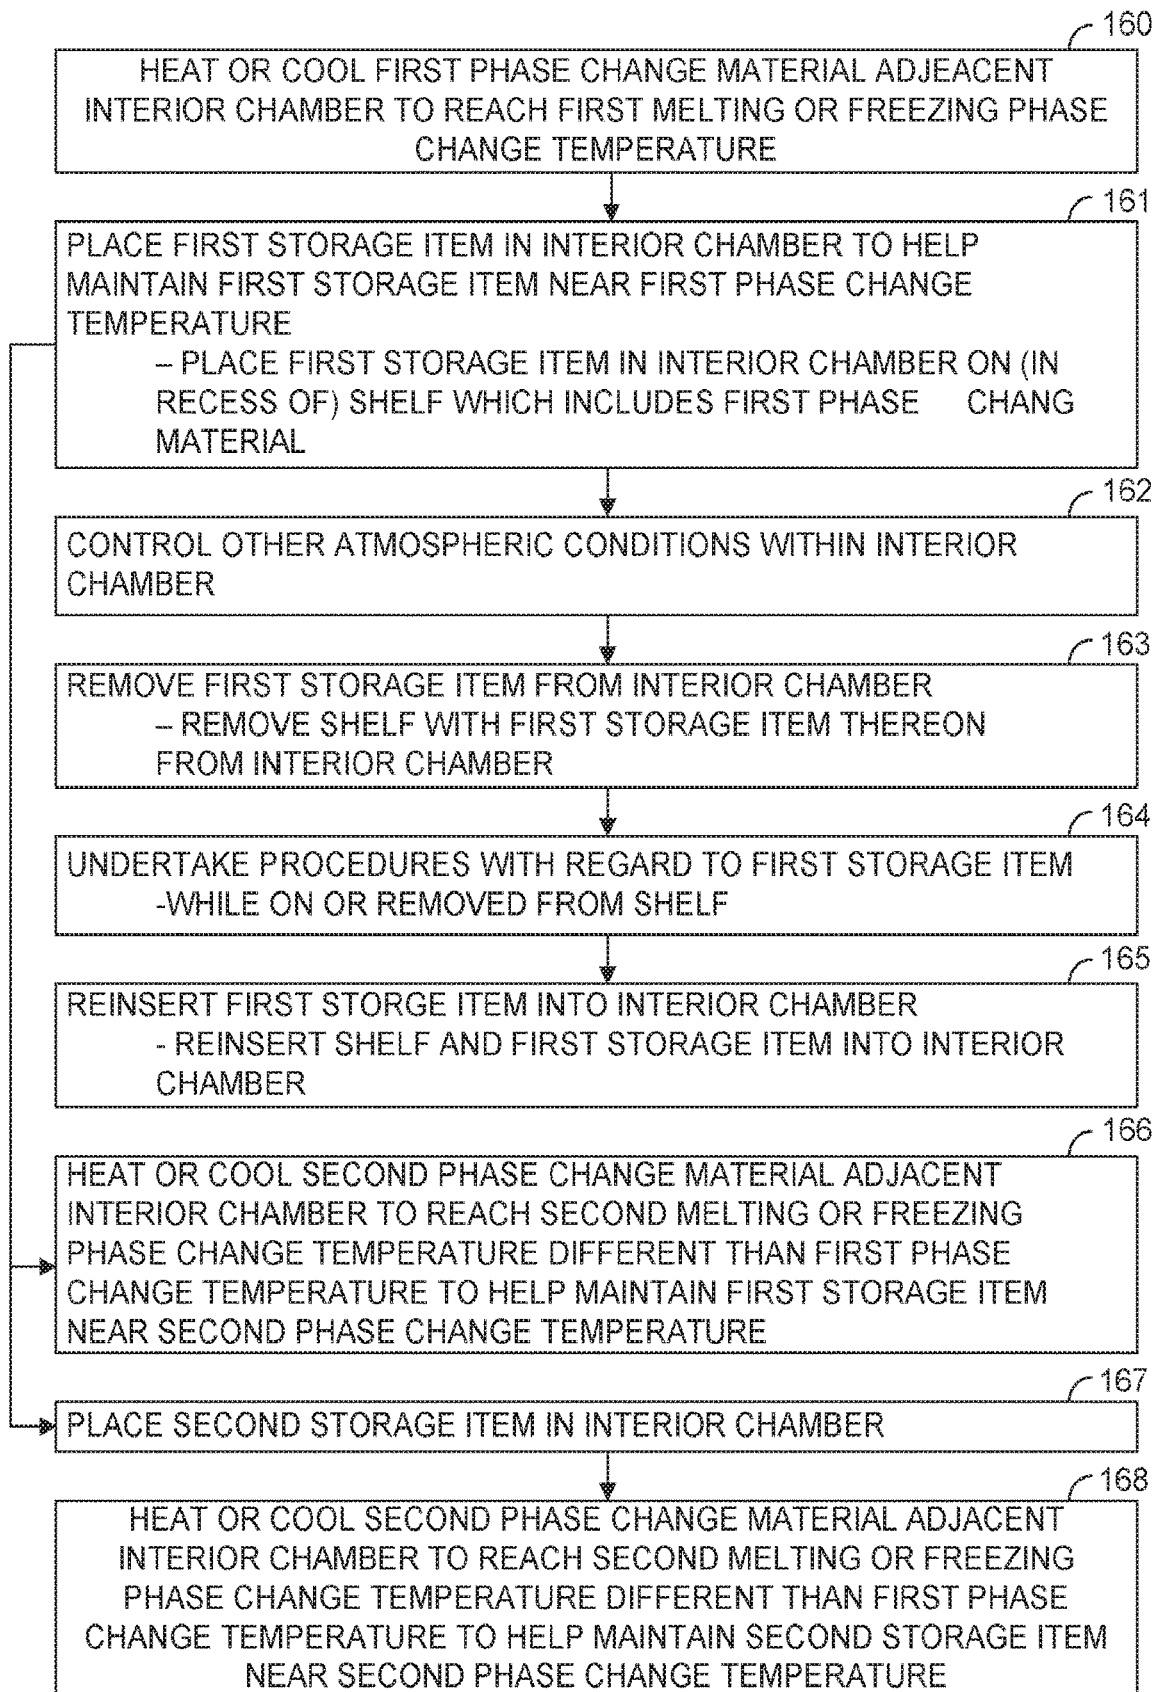 160
HEAT OR COOL FIRST PHASE CHANGE MATERIAL ADJEACENT
INTERIOR CHAMBER TO REACH FIRST MELTING OR FREEZING PHASE
CHANGE TEMPERATURE
161
PLACE FIRST STORAGE ITEM IN INTERIOR CHAMBER TO HELP
MAINTAIN FIRST STORAGE ITEM NEAR FIRST PHASE CHANGE
TEMPERATURE
– PLACE FIRST STORAGE ITEM IN INTERIOR CHAMBER ON (IN
RECESS OF) SHELF WHICH INCLUDES FIRST PHASE CHANG
MATERIAL
162
CONTROL OTHER ATMOSPHERIC CONDITIONS WITHIN INTERIOR
CHAMBER
163
REMOVE FIRST STORAGE ITEM FROM INTERIOR CHAMBER
– REMOVE SHELF WITH FIRST STORAGE ITEM THEREON
FROM INTERIOR CHAMBER
164
UNDERTAKE PROCEDURES WITH REGARD TO FIRST STORAGE ITEM
-WHILE ON OR REMOVED FROM SHELF
165
REINSERT FIRST STORGE ITEM INTO INTERIOR CHAMBER
- REINSERT SHELF AND FIRST STORAGE ITEM INTO INTERIOR
CHAMBER
166
HEAT OR COOL SECOND PHASE CHANGE MATERIAL ADJACENT
INTERIOR CHAMBER TO REACH SECOND MELTING OR FREEZING
PHASE CHANGE TEMPERATURE DIFFERENT THAN FIRST PHASE
CHANGE TEMPERATURE TO HELP MAINTAIN FIRST STORAGE ITEM
NEAR SECOND PHASE CHANGE TEMPERATURE
167
PLACE SECOND STORAGE ITEM IN INTERIOR CHAMBER
168
HEAT OR COOL SECOND PHASE CHANGE MATERIAL ADJACENT
INTERIOR CHAMBER TO REACH SECOND MELTING OR FREEZING
PHASE CHANGE TEMPERATURE DIFFERENT THAN FIRST PHASE
CHANGE TEMPERATURE TO HELP MAINTAIN SECOND STORAGE ITEM
NEAR SECOND PHASE CHANGE TEMPERATURE